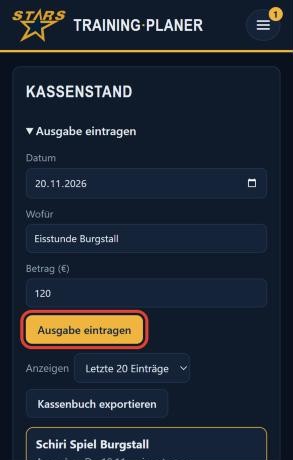 STARS
TRAINING·PLANER
1
KASSENSTAND
▼ Ausgabe eintragen
Datum
20.11.2026
Wofür
Eisstunde Burgstall
Betrag (€)
120
Ausgabe eintragen
Anzeigen Letzte 20 Einträge
Kassenbuch exportieren
Schiri Spiel Burgstall